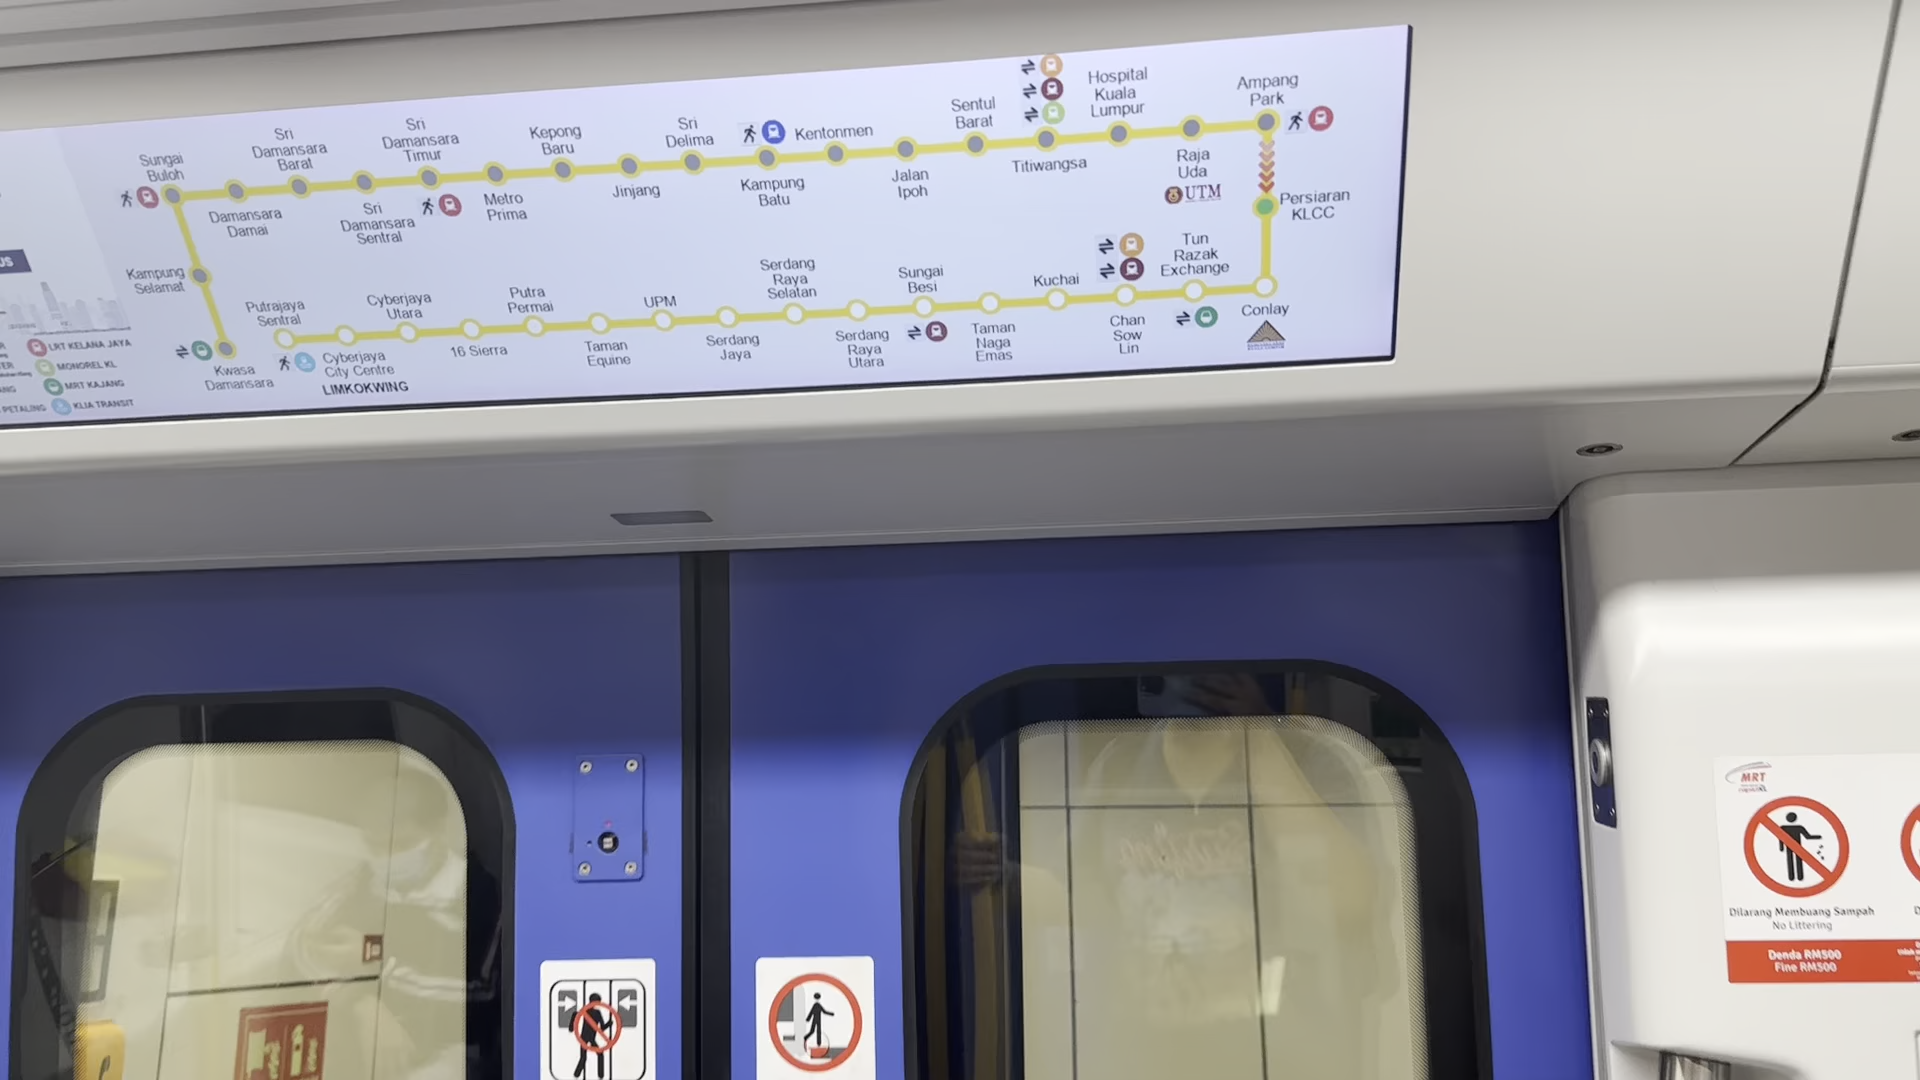 Sungai
Buloh
Damansara
Damai
Sri
Damansara
Barat
Sri
Damansara
Sentral
Sri
Damansara
Timur
Metro
Prima
Kepong
Baru
Jinjang
Sri
Delima
Kampung
Batu
Kentonmen
Jalan
Ipoh
Sentul
Barat
Titiwangsa
Hospital
Kuala
Lumpur
Raja
Uda
UTM
Ampang
Park
Persiaran
KLCC
Kampung
Selamat
Kwasa
Damansara
Putrajaya
Sentral
Cyberjaya
City Centre
LIMKOKWING
Cyberjaya
Utara
16 Sierra
Putra
Permai
Taman
Equine
UPM
Serdang
Jaya
Serdang
Raya
Selatan
Serdang
Raya
Utara
Sungai
Besi
Taman
Naga
Emas
Kuchai
Chan
Sow
Lin
Tun
Razak
Exchange
Conlay
LRT KELANA JAYA
MONOREL KL
MRT KAJANG
PETALING
KLIA TRANSIT
MRT
Dilarang Membuang Sampah
No Littering
Denda RM500
Fine RM500